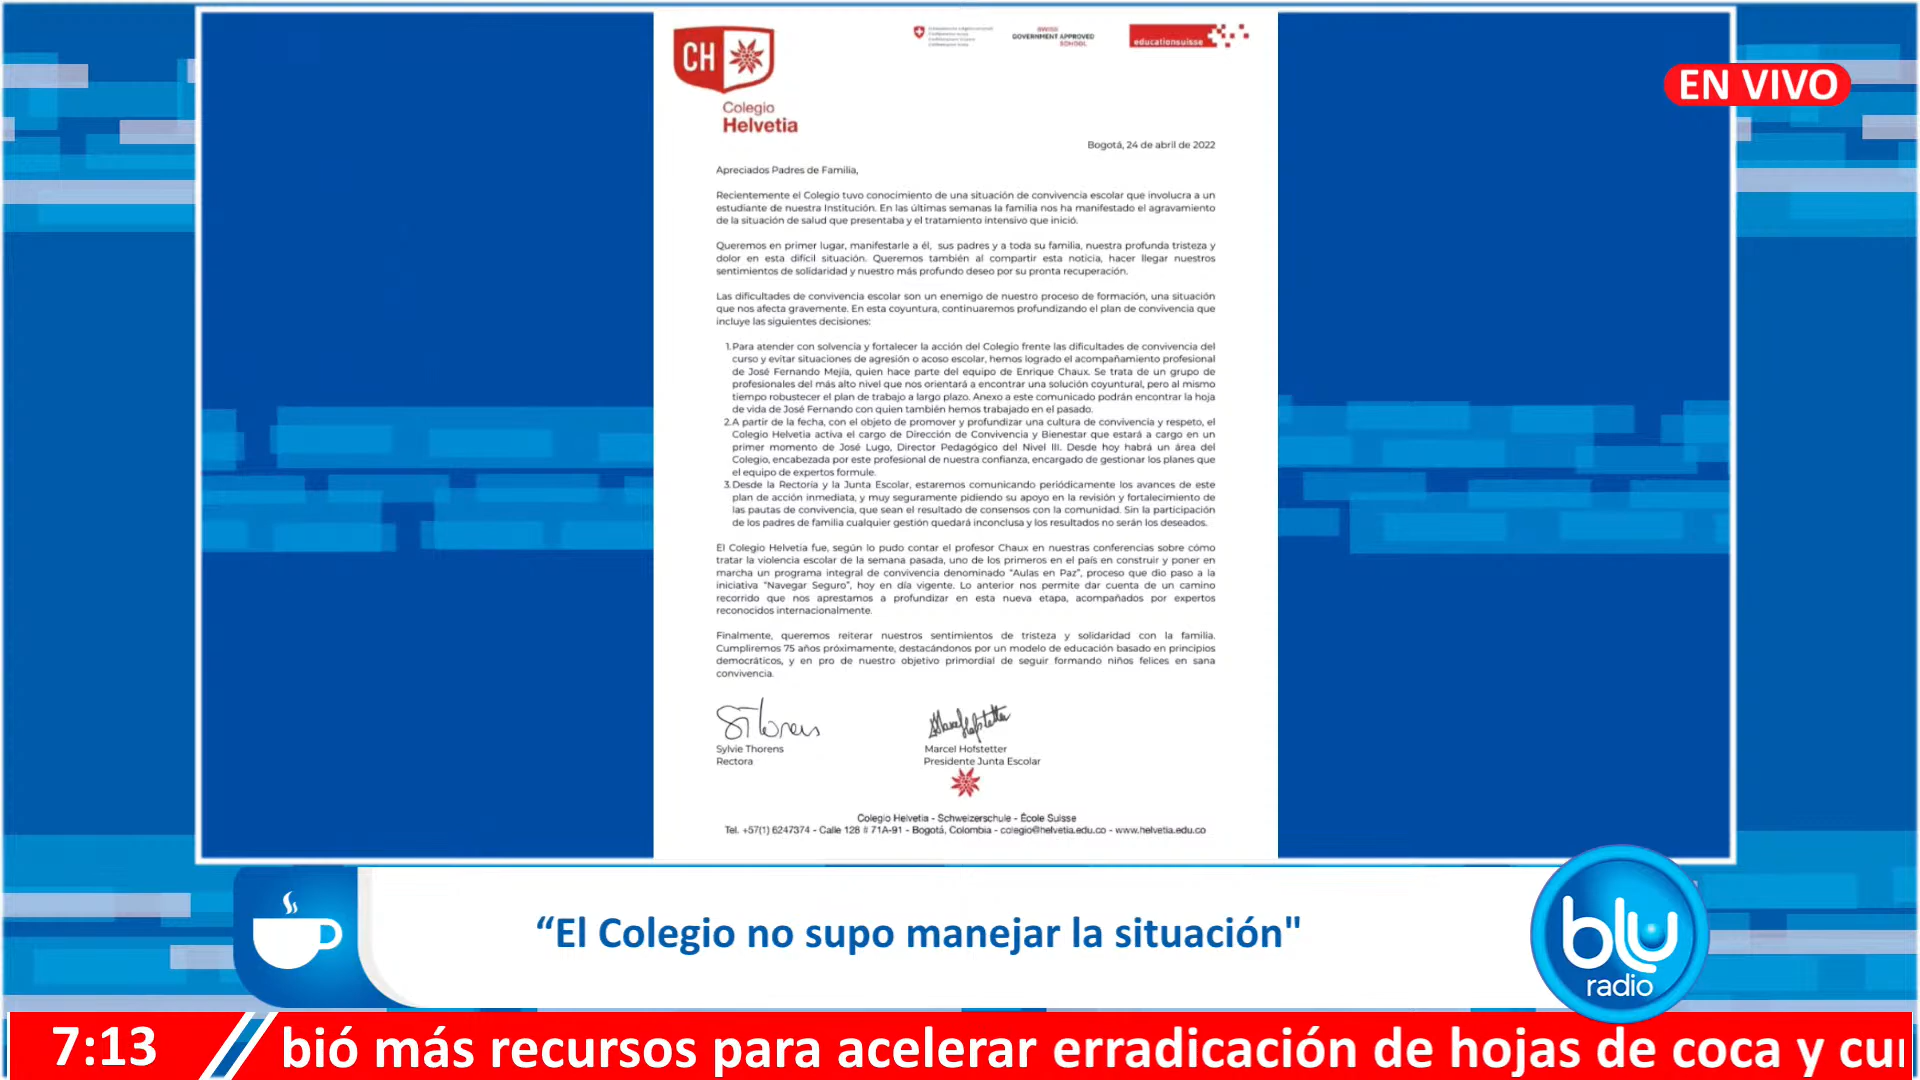 CH
Colegio
Helvetia
SWISS
GOVERNMENT APPROVED
SCHOOL
educationsuisse
EN VIVO
Bogotá, 24 de abril de 2022
Apreciados Padres de Familia,
Recientemente el Colegio tuvo conocimiento de una situación de convivencia escolar que involucra a un
estudiante de nuestra Institución. En las últimas semanas la familia nos ha manifestado el agravamiento
de la situación de salud que presentaba y el tratamiento intensivo que inició.
Queremos en primer lugar, manifestarle a él, sus padres y a toda su familia, nuestra profunda tristeza y
dolor en esta difícil situación. Queremos también al compartir esta noticia, hacer llegar nuestros
sentimientos de solidaridad y nuestro más profundo deseo por su pronta recuperación.
Las dificultades de convivencia escolar son un enemigo de nuestro proceso de formación, una situación
que nos afecta gravemente. En esta coyuntura, continuaremos profundizando el plan de convivencia que
incluye las siguientes decisiones:
1. Para atender con solvencia y fortalecer la acción del Colegio frente las dificultades de convivencia del
curso y evitar situaciones de agresión o acoso escolar, hemos logrado el acompañamiento profesional
de José Fernando Mejía, quien hace parte del equipo de Enrique Chaux. Se trata de un grupo de
profesionales del más alto nivel que nos orientará a encontrar una solución coyuntural, pero al mismo
tiempo robustecer el plan de trabajo a largo plazo. Anexo a este comunicado podrán encontrar la hoja
de vida de José Fernando con quien también hemos trabajado en el pasado.
2. A partir de la fecha, con el objeto de promover y profundizar una cultura de convivencia y respeto, el
Colegio Helvetia activa el cargo de Dirección de Convivencia y Bienestar que estará a cargo en un
primer momento de José Lugo, Director Pedagógico del Nivel III. Desde hoy habrá un área del
Colegio, encabezada por este profesional de nuestra confianza, encargado de gestionar los planes que
el equipo de expertos formule.
3. Desde la Rectoría y la Junta Escolar, estaremos comunicando periódicamente los avances de este
plan de acción inmediata, y muy seguramente pidiendo su apoyo en la revisión y fortalecimiento de
las pautas de convivencia, que sean el resultado de consensos con la comunidad. Sin la participación
de los padres de familia cualquier gestión quedará inconclusa y los resultados no serán los deseados.
El Colegio Helvetia fue, según lo pudo contar el profesor Chaux en nuestras conferencias sobre cómo
tratar la violencia escolar de la semana pasada, uno de los primeros en el país en construir y poner en
marcha un programa integral de convivencia denominado "Aulas en Paz", proceso que dio paso a la
iniciativa "Navegar Seguro", hoy en día vigente. Lo anterior nos permite dar cuenta de un camino
recorrido que nos aprestamos a profundizar en esta nueva etapa, acompañados por expertos
reconocidos internacionalmente.
Finalmente, queremos reiterar nuestros sentimientos de tristeza y solidaridad con la familia.
Cumpliremos 75 años próximamente, destacándonos por un modelo de educación basado en principios
democráticos, y en pro de nuestro objetivo primordial de seguir formando niños felices en sana
convivencia.
Sylvie Thorens
Rectora
Marcel Hofstetter
Presidente Junta Escolar
Colegio Helvetia - Schweizerschule - École Suisse
Tel. +57(1) 6247374 - Calle 128 # 71A-91 - Bogotá, Colombia - colegio@helvetia.edu.co - www.helvetia.edu.co
“El Colegio no supo manejar la situación"
blu
radio
7:13
bió más recursos para acelerar erradicación de hojas de coca y cu